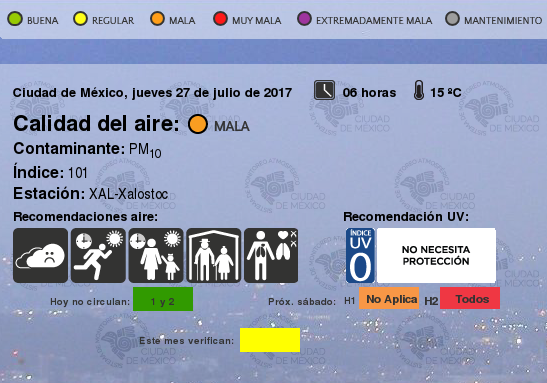 BUENA REGULAR MALA MUY MALA EXTREMADAMENTE MALA MANTENIMIENTO
Ciudad de México, jueves 27 de julio de 2017 06 horas 15 ºC
Calidad del aire: MALA
Contaminante: PM10
Índice: 101
Estación: XAL-Xalostoc
Recomendaciones aire: Recomendación UV:
ÍNDICE
UV
0
NO NECESITA
PROTECCIÓN
Hoy no circulan: 1 y 2 Próx. sábado: H1 No Aplica H2 Todos
Este mes verifican:
CIUDAD
DE MÉXICO